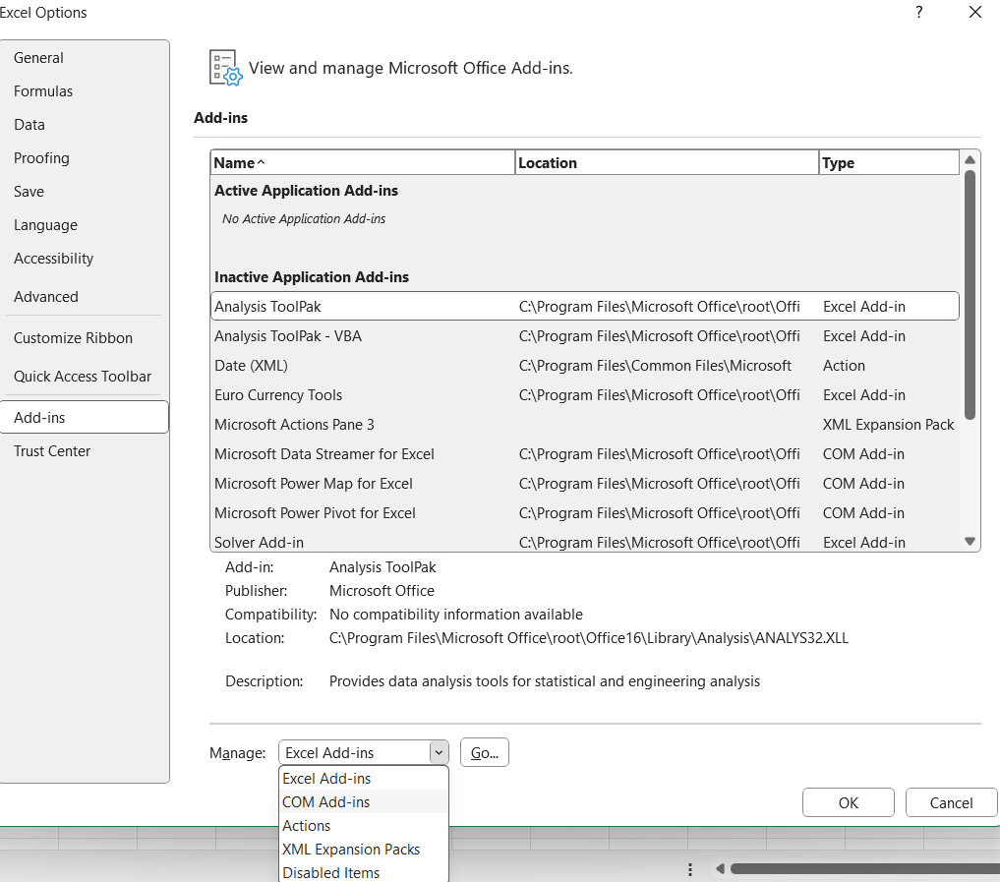 Excel Options
?
General
Formulas
Data
Proofing
Save
Language
Accessibility
Advanced
Customize Ribbon
Quick Access Toolbar
Add-ins
Trust Center
View and manage Microsoft Office Add-ins.
Add-ins
Name Location Type
Active Application Add-ins
No Active Application Add-ins
Inactive Application Add-ins
Analysis ToolPak C:\Program Files\Microsoft Office\root\Offi Excel Add-in
Analysis ToolPak - VBA C:\Program Files\Microsoft Office\root\Offi Excel Add-in
Date (XML) C:\Program Files\Common Files\Microsoft Action
Euro Currency Tools C:\Program Files\Microsoft Office\root\Offi Excel Add-in
Microsoft Actions Pane 3 XML Expansion Pack
Microsoft Data Streamer for Excel C:\Program Files\Microsoft Office\root\Offi COM Add-in
Microsoft Power Map for Excel C:\Program Files\Microsoft Office\root\Offi COM Add-in
Microsoft Power Pivot for Excel C:\Program Files\Microsoft Office\root\Offi COM Add-in
Solver Add-in C:\Program Files\Microsoft Office\root\Offi Excel Add-in
Add-in: Analysis ToolPak
Publisher: Microsoft Office
Compatibility: No compatibility information available
Location: C:\Program Files\Microsoft Office\root\Office16\Library\Analysis\ANALYS32.XLL
Description: Provides data analysis tools for statistical and engineering analysis
Manage: Excel Add-ins Go...
Excel Add-ins
COM Add-ins
Actions
XML Expansion Packs
Disabled Items
OK Cancel